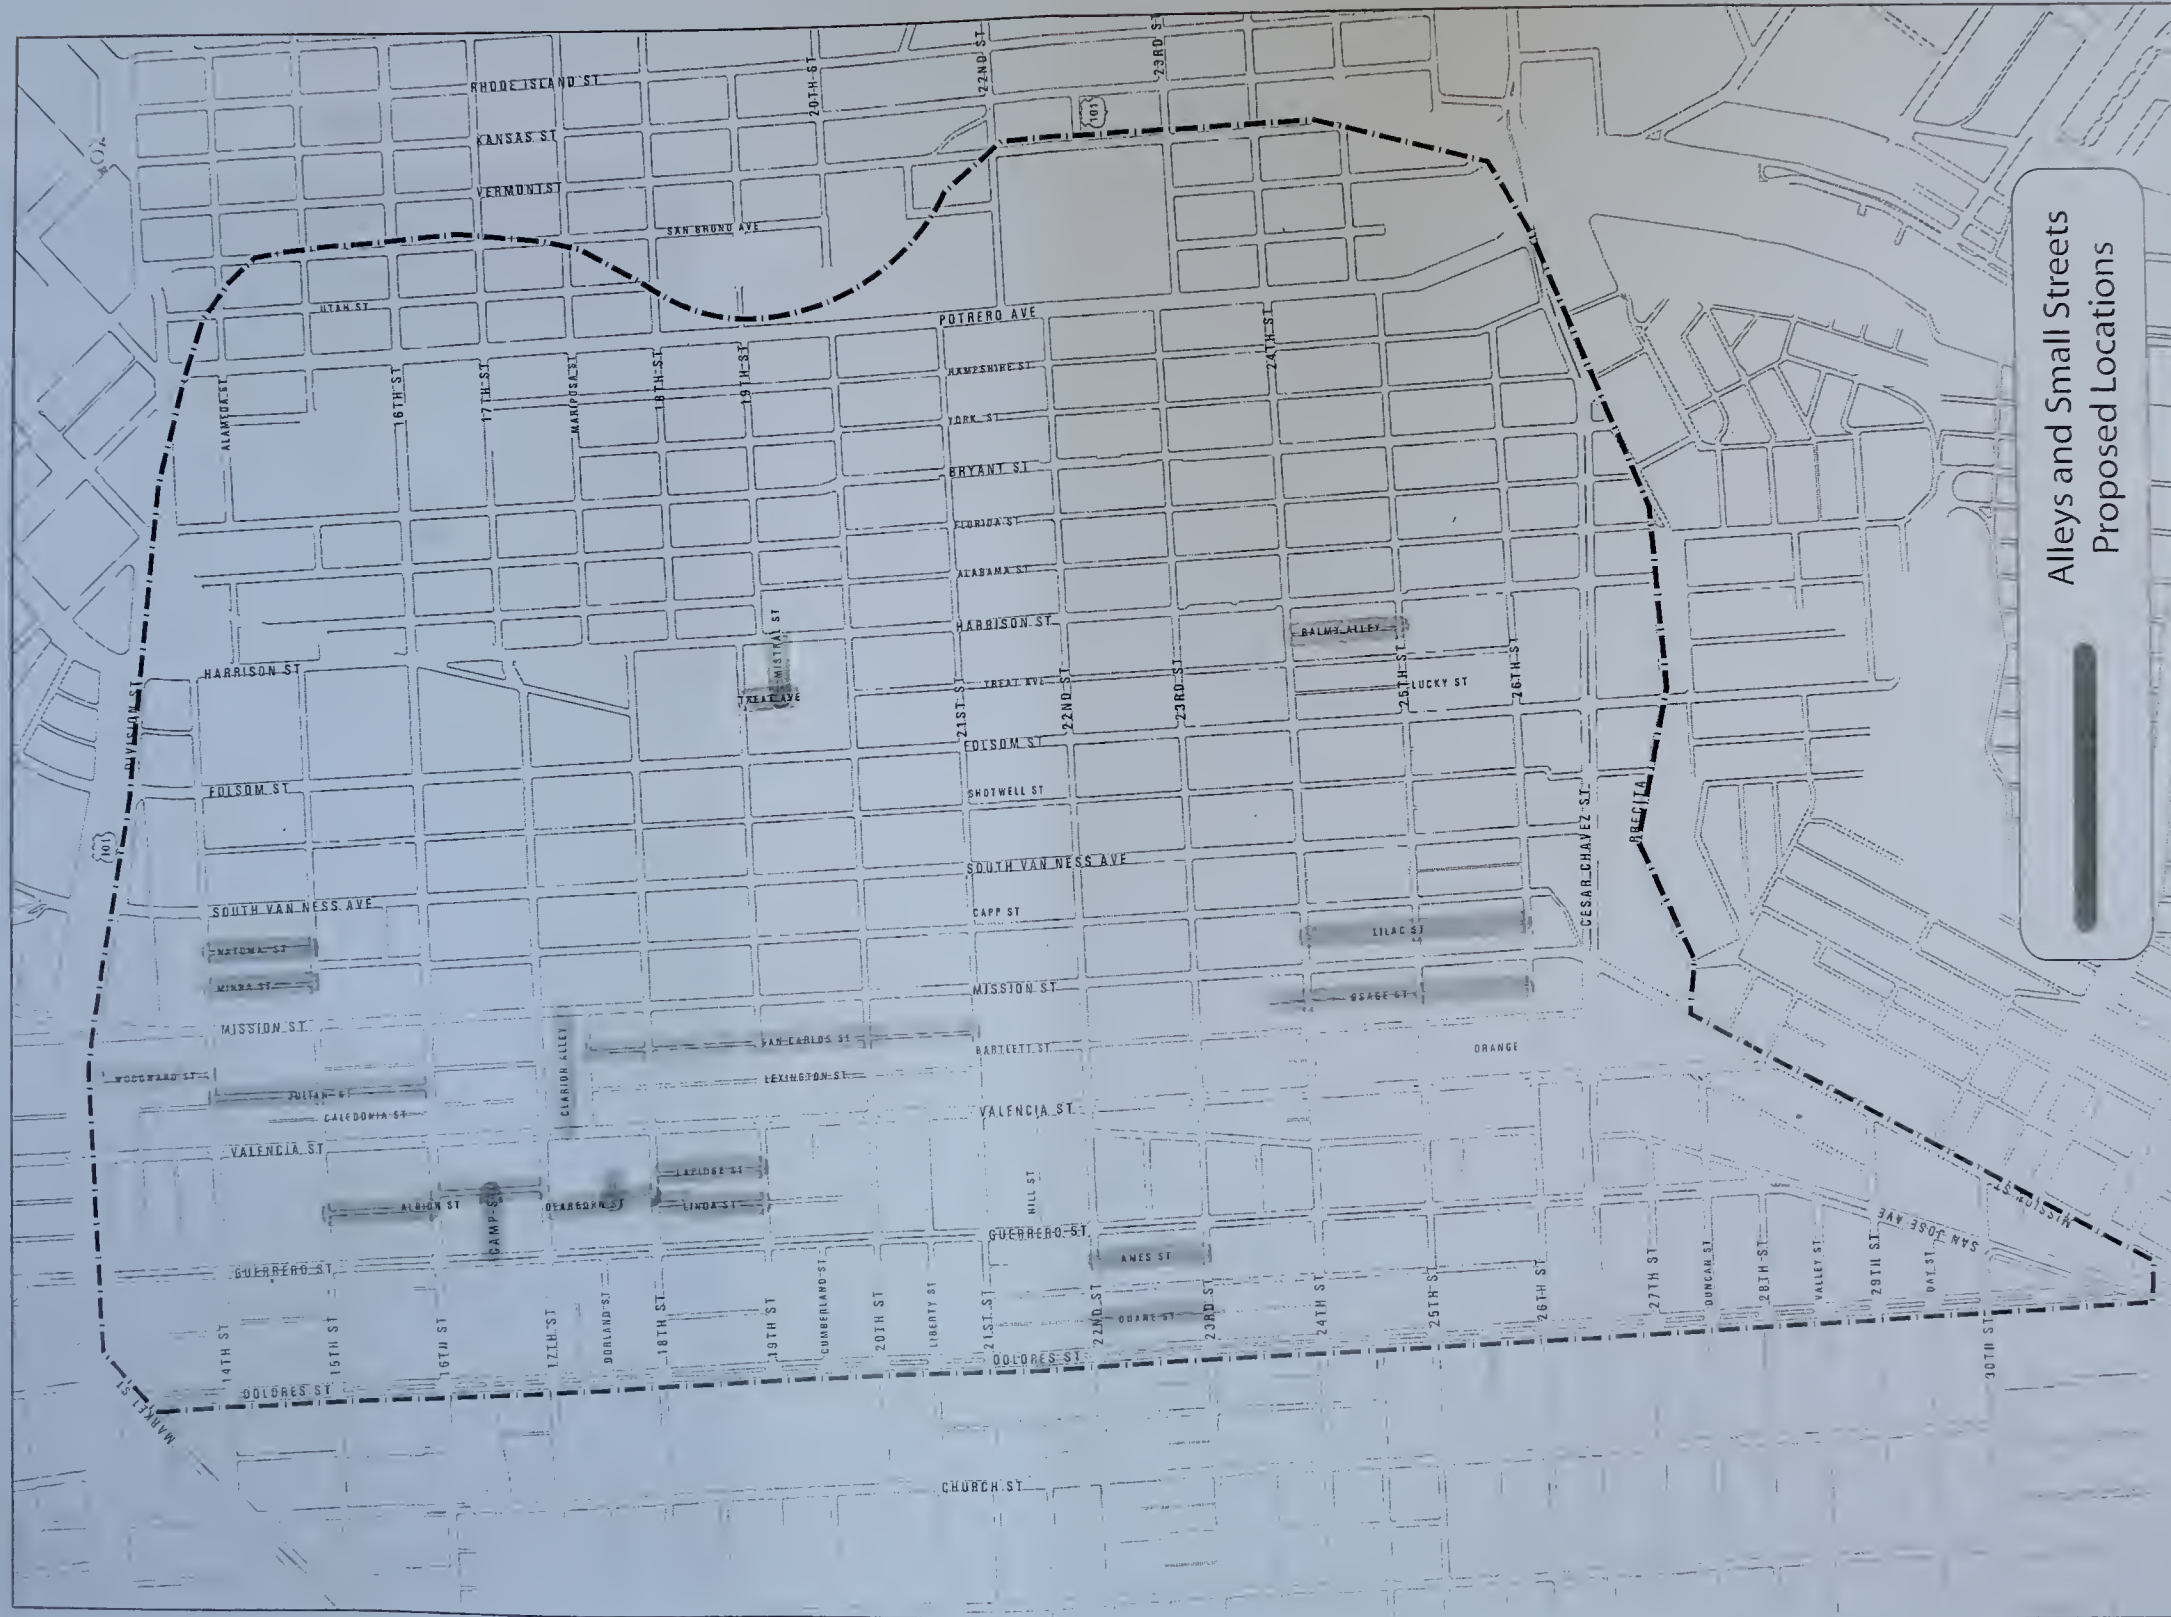 RHODE ISLAND ST
KANSAS ST
VERMONT ST
SAN BRUNO AVE
UTAH ST
20TH ST
22ND ST
23RD ST
101
POTRERO AVE
HAMPSHIRE ST
YORK ST
BRYANT ST
FLORIDA ST
ALABAMA ST
HARRISON ST
TREAT AVE
FOLSOM ST
SHOTWELL ST
SOUTH VAN NESS AVE
CAPP ST
MISSION ST
BARTLETT ST
VALENCIA ST
HILL ST
GUERRERO ST
DOLORES ST
CHURCH ST
ALAMEDA ST
16TH ST
17TH ST
MARIPOSA ST
18TH ST
19TH ST
24TH ST
MISTRAL ST
TREAT AVE
BALMY ALLEY
LUCKY ST
21ST ST
22ND ST
23RD ST
25TH ST
26TH ST
DIVISION ST
HARRISON ST
FOLSOM ST
101
SOUTH VAN NESS AVE
NATOMA ST
MINNA ST
MISSION ST
WOODWARD ST
JULIAN ST
CALEDONIA ST
VALENCIA ST
CLARION ALLEY
SAN CARLOS ST
LEXINGTON ST
LILAC ST
OSAGE ST
ORANGE
CESAR CHAVEZ ST
PRECITA
ALBION ST
CAMP ST
DEARBORN ST
LAPIDGE ST
LINDA ST
AMES ST
QUANE ST
GUERRERO ST
DOLORES ST
MARKET ST
14TH ST
15TH ST
16TH ST
17TH ST
DORLAND ST
18TH ST
19TH ST
CUMBERLAND ST
20TH ST
LIBERTY ST
21ST ST
22ND ST
23RD ST
24TH ST
25TH ST
26TH ST
27TH ST
DUNCAN ST
28TH ST
VALLEY ST
29TH ST
DAY ST
30TH ST
SAN JOSE AVE
MISSION ST
Alleys and Small Streets
Proposed Locations